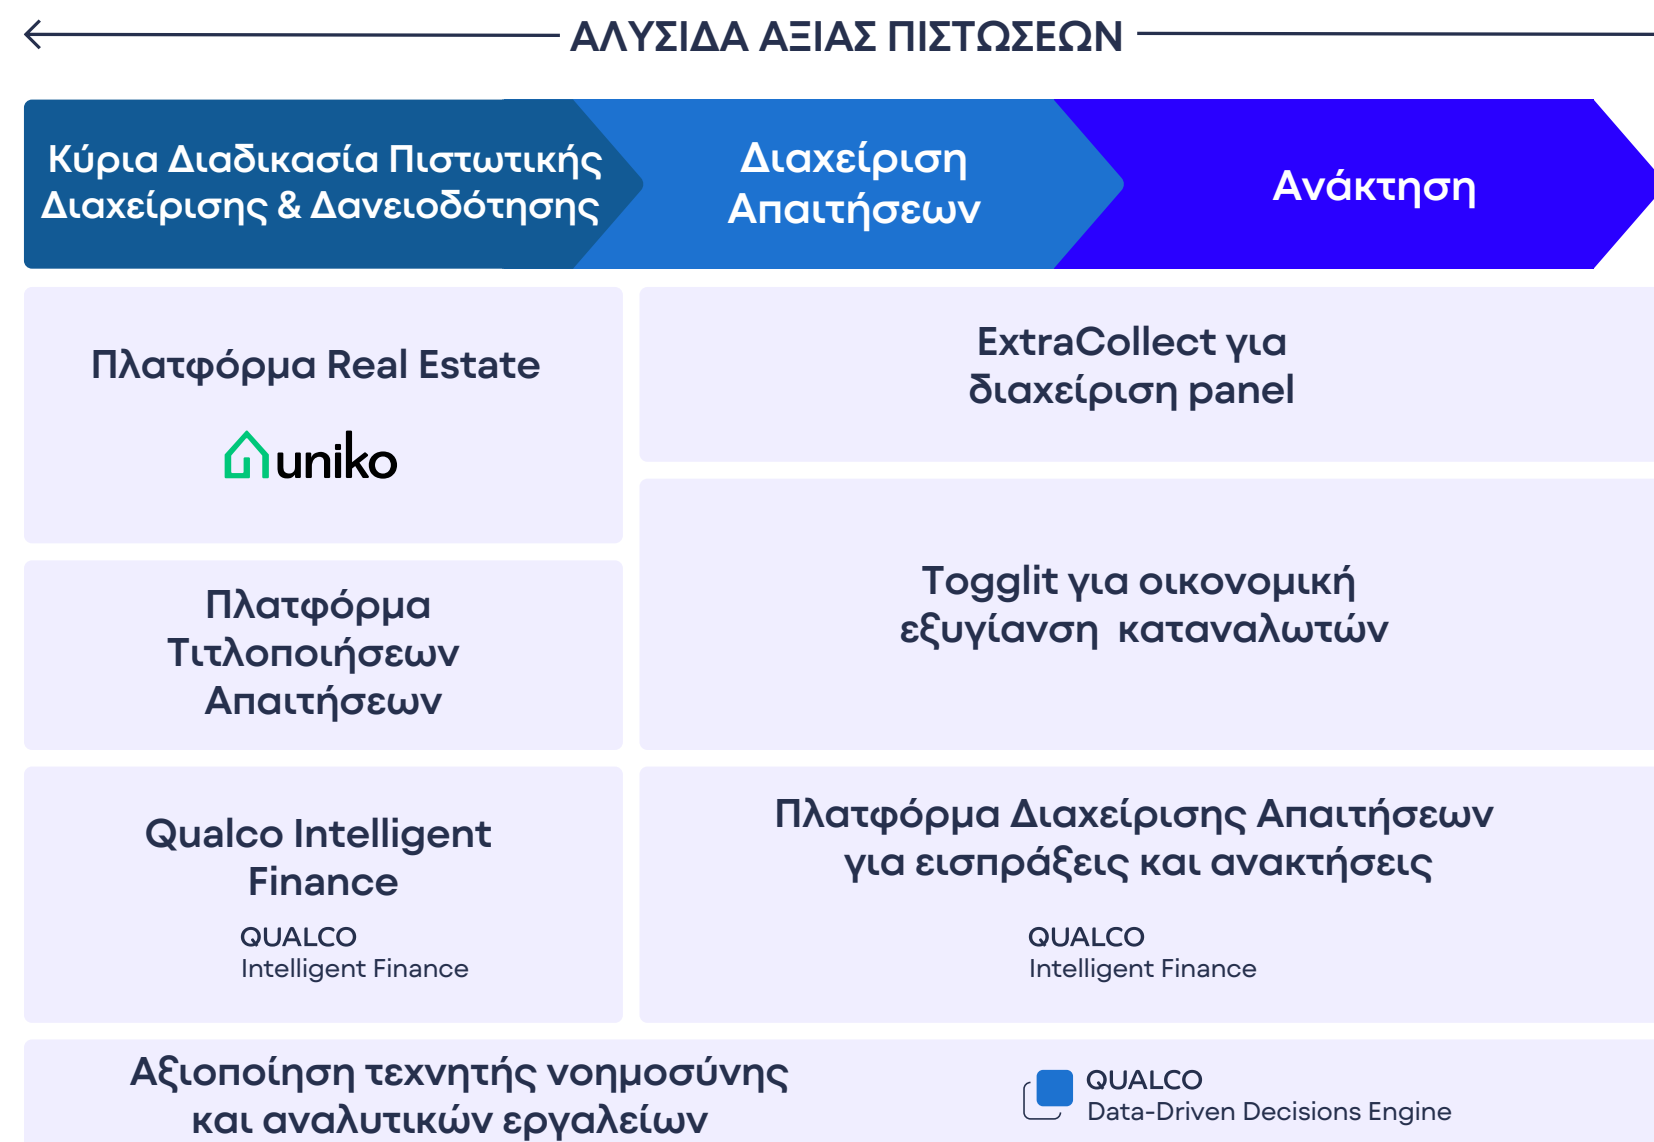 ΑΛΥΣΙΔΑ ΑΞΙΑΣ ΠΙΣΤΩΣΕΩΝ
Κύρια Διαδικασία Πιστωτικής
Διαχείρισης & Δανειοδότησης
Διαχείριση
Απαιτήσεων
Ανάκτηση
Πλατφόρμα Real Estate
uniko
ExtraCollect για
διαχείριση panel
Togglit για οικονομική
εξυγίανση καταναλωτών
Πλατφόρμα
Τιτλοποιήσεων
Απαιτήσεων
Qualco Intelligent
Finance
QUALCO
Intelligent Finance
Πλατφόρμα Διαχείρισης Απαιτήσεων
για εισπράξεις και ανακτήσεις
QUALCO
Intelligent Finance
Αξιοποίηση τεχνητής νοημοσύνης
και αναλυτικών εργαλείων
QUALCO
Data-Driven Decisions Engine